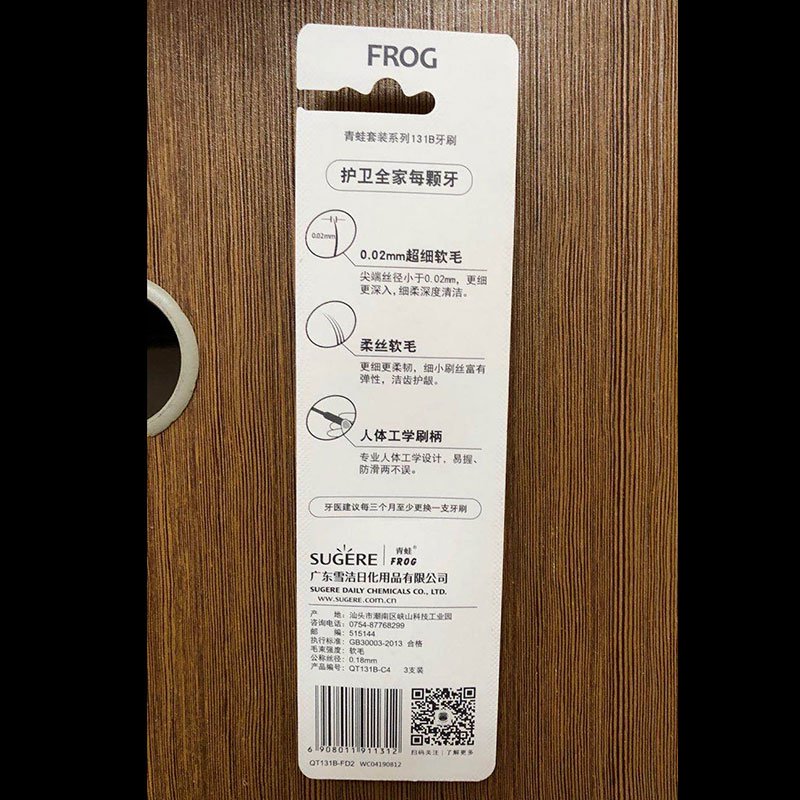 FROG
青蛙套装系列131B牙刷
护卫全家每颗牙
0.02mm
0.02mm超细软毛
尖端丝径小于0.02mm，更细
更深入，细柔深度清洁。
柔丝软毛
更细更柔韧，细小刷丝富有
弹性，洁齿护龈。
人体工学刷柄
专业人体工学设计，易握、
防滑两不误。
牙医建议每三个月至少更换一支牙刷
SUGERE 青蛙® FROG
广东雪洁日化用品有限公司
SUGERE DAILY CHEMICALS CO., LTD.
ww.sugere.com.cn
产 地：汕头市潮南区峡山科技工业园
咨询电话：0754-87768299
邮 编：515144
执行标准：GB30003-2013 合格
毛束强度：软毛
公称丝径：0.18mm
产品编号：QT131B-C4 3支装
6 908011 911312
扫码关注｜了解更多
QT131B-FD2 WC04190812